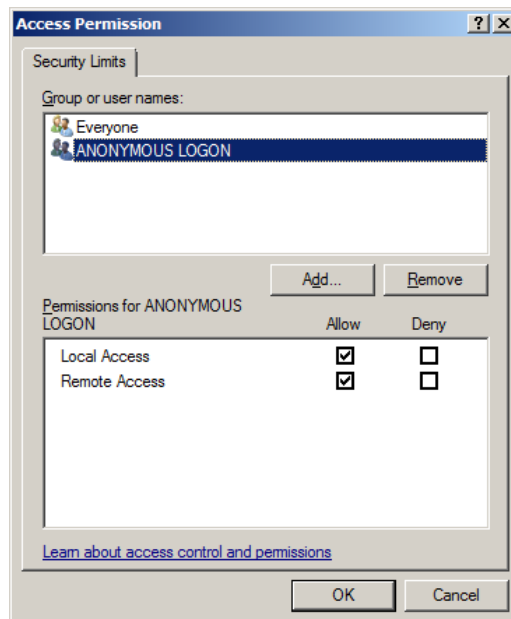 Access Permission
Security Limits
Group or user names:
Everyone
ANONYMOUS LOGON
Add...
Remove
Permissions for ANONYMOUS
LOGON
Allow
Deny
Local Access
Remote Access
Learn about access control and permissions
OK
Cancel